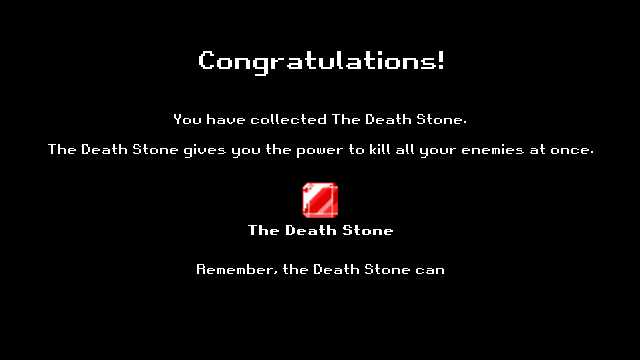 Congratulations!
You have collected The Death Stone.
The Death Stone gives you the power to kill all your enemies at once.
The Death Stone
Remember, the Death Stone can